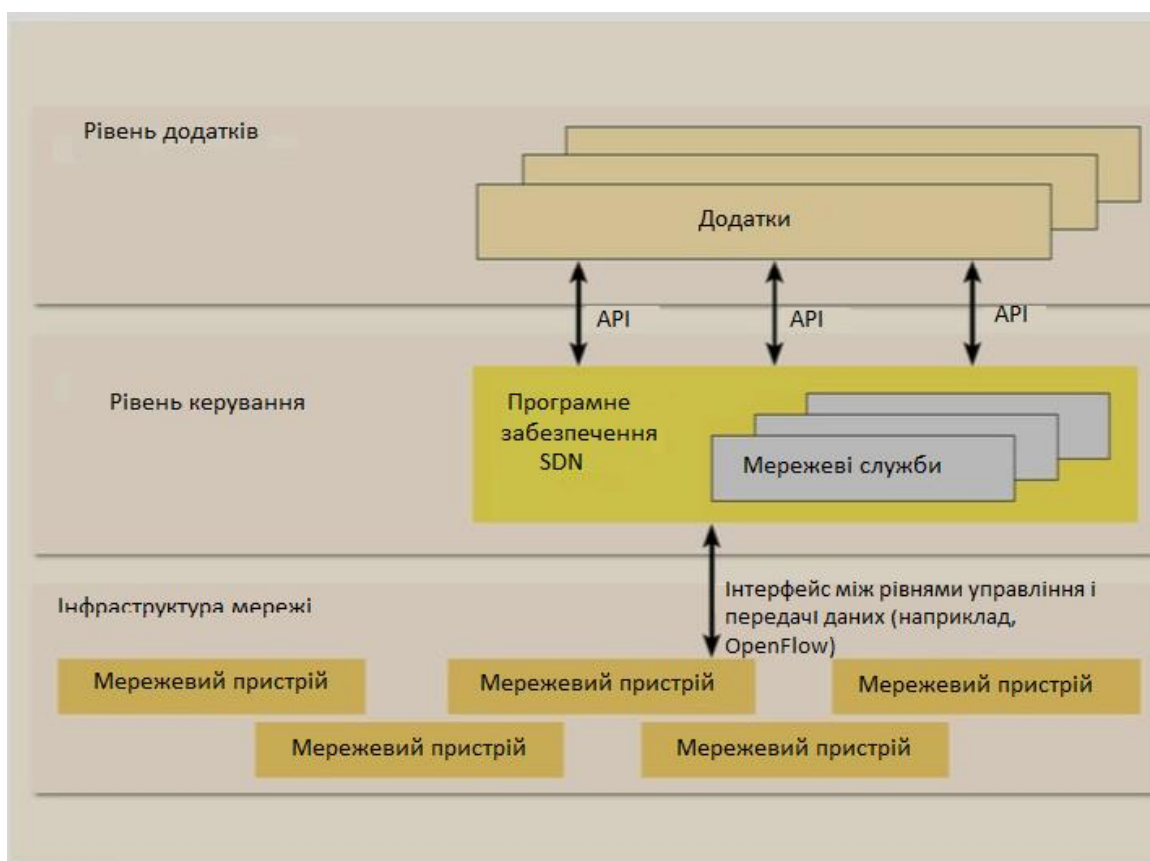 Рівень додатків
Додатки
API
API
API
Рівень керування
Програмне
забезпечення
SDN
Мережеві служби
Інтерфейс між рівнями управління і
передачі даних (наприклад,
OpenFlow)
Інфраструктура мережі
Мережевий пристрій
Мережевий пристрій
Мережевий пристрій
Мережевий пристрій
Мережевий пристрій